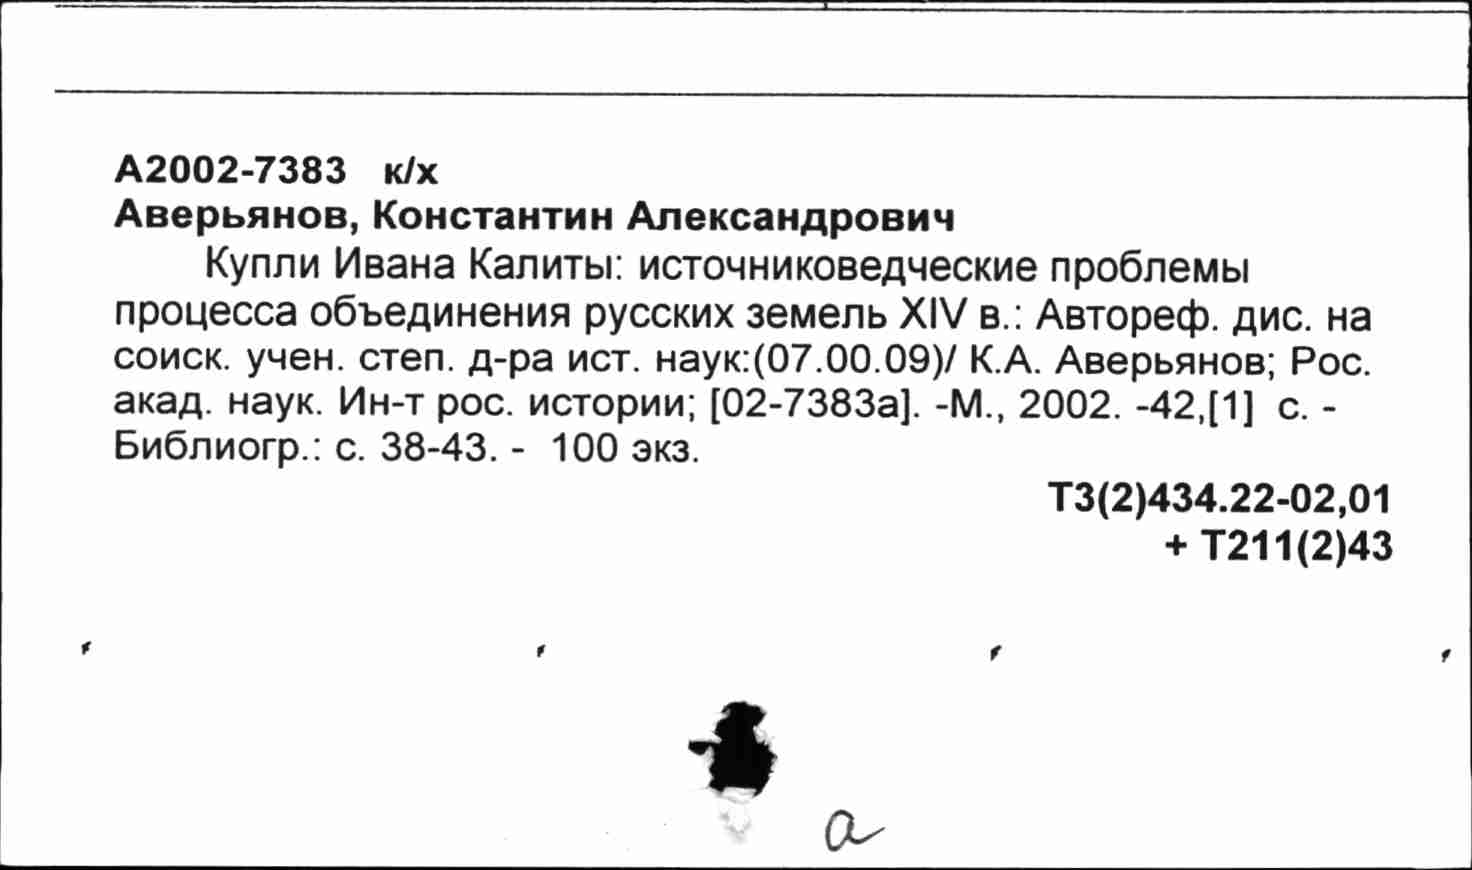 А2002-7383 к/х
Аверьянов, Константин Александрович
Купли Ивана Калиты: источниковедческие проблемы
процесса объединения русских земель XIV в.: Автореф. дис. на
соиск. учен. степ. д-ра ист. наук:(07.00.09)/ К.А. Аверьянов; Рос.
акад. наук. Ин-т рос. истории; [02-7383а]. -М., 2002. -42,[1] с. -
Библиогр.: с. 38-43. - 100 экз.
Т3(2)434.22-02,01
+ Т211(2)43
а